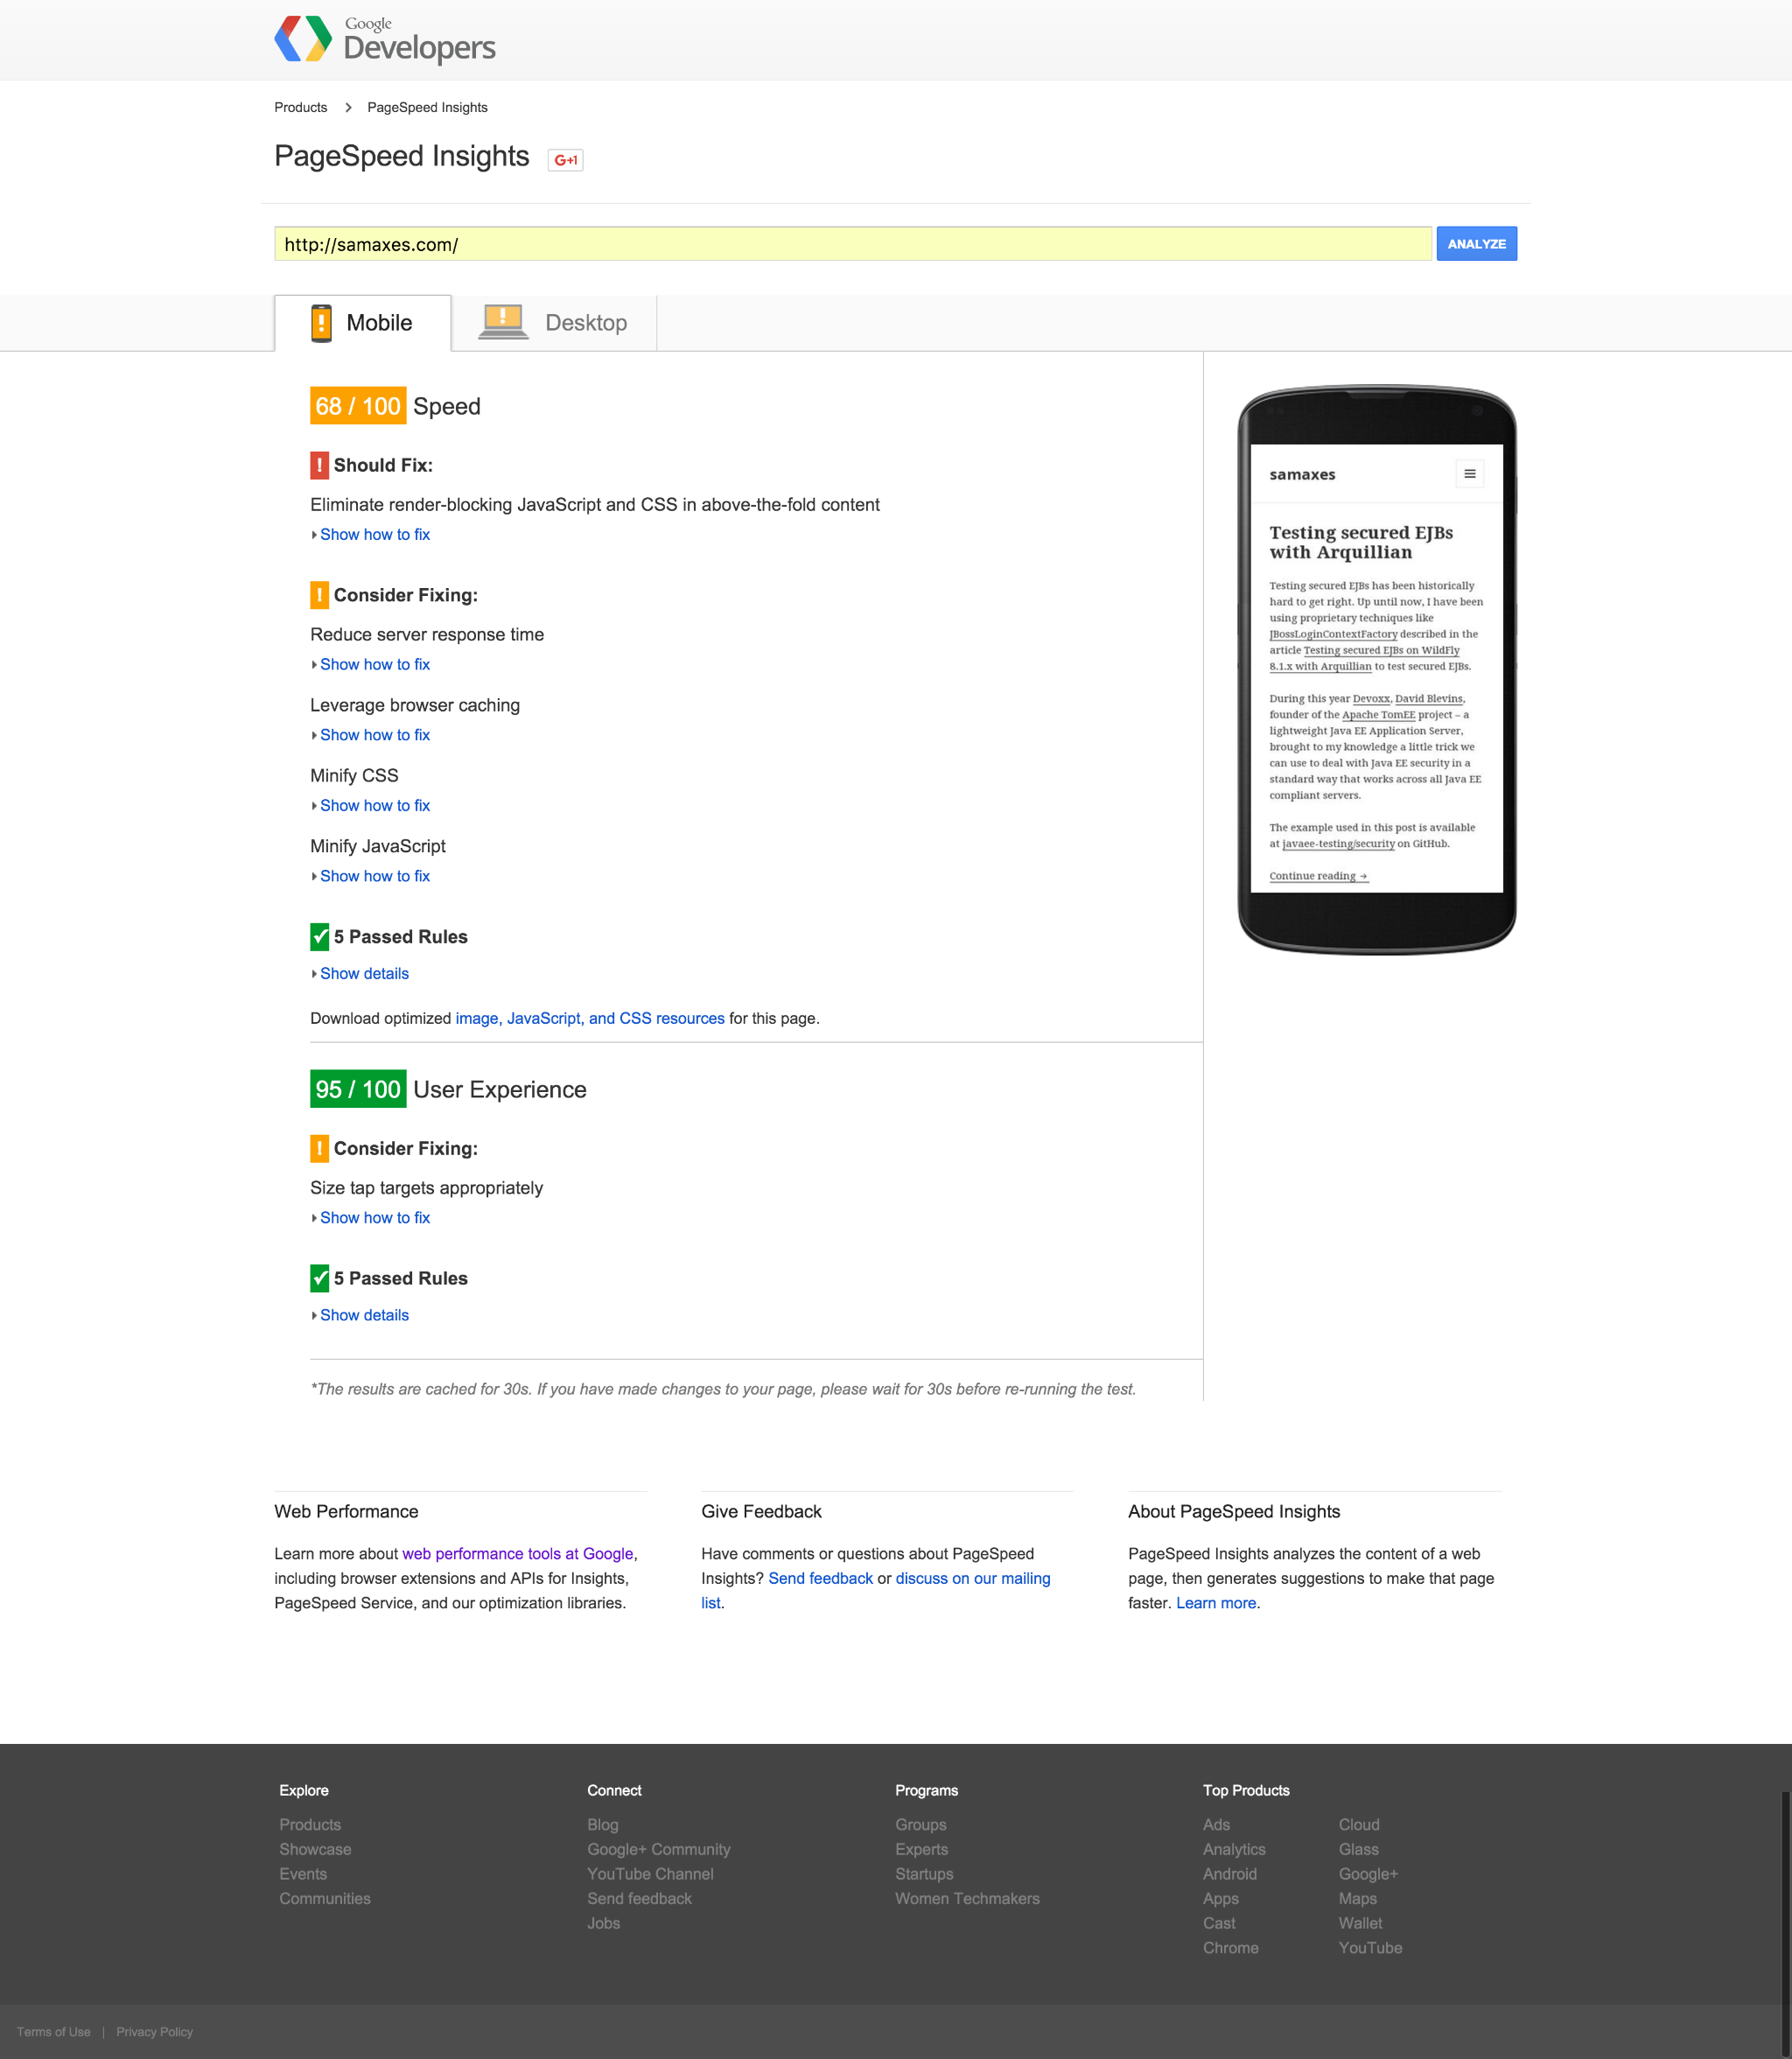 Google
Developers
Products > PageSpeed Insights
PageSpeed Insights G+1
http://samaxes.com/ ANALYZE
! Mobile ! Desktop
68 / 100 Speed
! Should Fix:
Eliminate render-blocking JavaScript and CSS in above-the-fold content
Show how to fix
! Consider Fixing:
Reduce server response time
Show how to fix
Leverage browser caching
Show how to fix
Minify CSS
Show how to fix
Minify JavaScript
Show how to fix
5 Passed Rules
Show details
Download optimized image, JavaScript, and CSS resources for this page.
95 / 100 User Experience
! Consider Fixing:
Size tap targets appropriately
Show how to fix
5 Passed Rules
Show details
*The results are cached for 30s. If you have made changes to your page, please wait for 30s before re-running the test.
samaxes
Testing secured EJBs
with Arquillian
Testing secured EJBs has been historically
hard to get right. Up until now, I have been
using proprietary techniques like
JBossLoginContextFactory described in the
article Testing secured EJBs on WildFly
8.1.x with Arquillian to test secured EJBs.
During this year Devoxx, David Blevins,
founder of the Apache TomEE project – a
lightweight Java EE Application Server,
brought to my knowledge a little trick we
can use to deal with Java EE security in a
standard way that works across all Java EE
compliant servers.
The example used in this post is available
at javaee-testing/security on GitHub.
Continue reading →
Web Performance
Learn more about web performance tools at Google,
including browser extensions and APIs for Insights,
PageSpeed Service, and our optimization libraries.
Give Feedback
Have comments or questions about PageSpeed
Insights? Send feedback or discuss on our mailing
list.
About PageSpeed Insights
PageSpeed Insights analyzes the content of a web
page, then generates suggestions to make that page
faster. Learn more.
Explore
Products
Showcase
Events
Communities
Connect
Blog
Google+ Community
YouTube Channel
Send feedback
Jobs
Programs
Groups
Experts
Startups
Women Techmakers
Top Products
Ads
Analytics
Android
Apps
Cast
Chrome
Cloud
Glass
Google+
Maps
Wallet
YouTube
Terms of Use | Privacy Policy